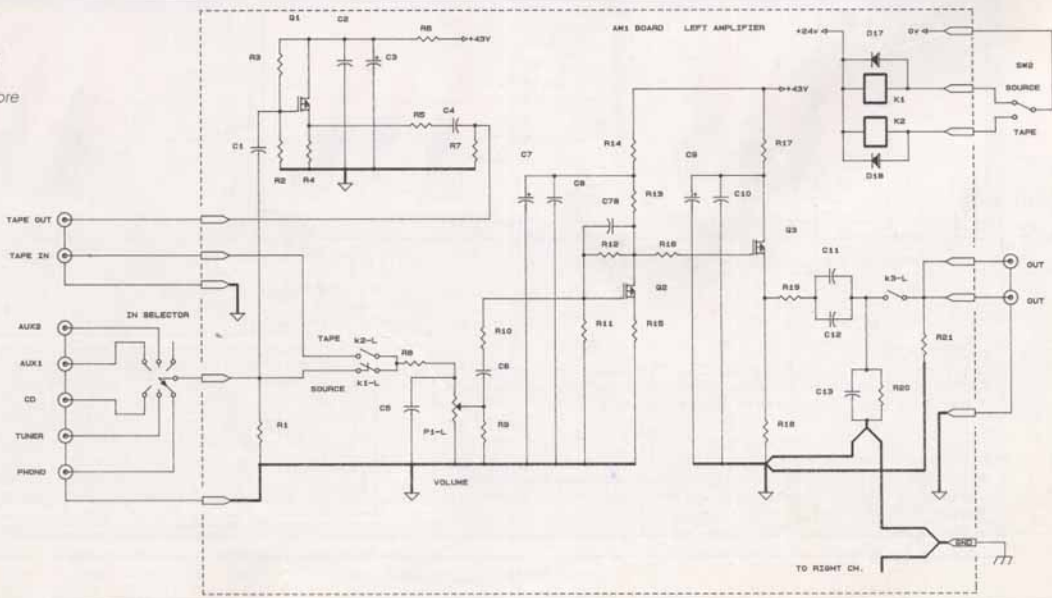 ore
Q1
C2
R6
+43V
R3
C3
R5
C4
C1
R2
R4
R7
AM1 BOARD LEFT AMPLIFIER
+24V
D17
0V
SW2
SOURCE
K1
K2
TAPE
D18
+43V
R14
R17
C7
C8
C9
C10
R13
C78
R12
R16
Q3
Q2
C11
R19
C12
k3-L
OUT
OUT
TAPE OUT
TAPE IN
IN SELECTOR
AUX2
AUX1
CD
TUNER
PHONO
TAPE
k2-L
R8
SOURCE
k1-L
C5
P1-L
R10
C6
R9
R11
R15
R1
VOLUME
R18
C13
R20
R21
GND
TO RIGHT CH.